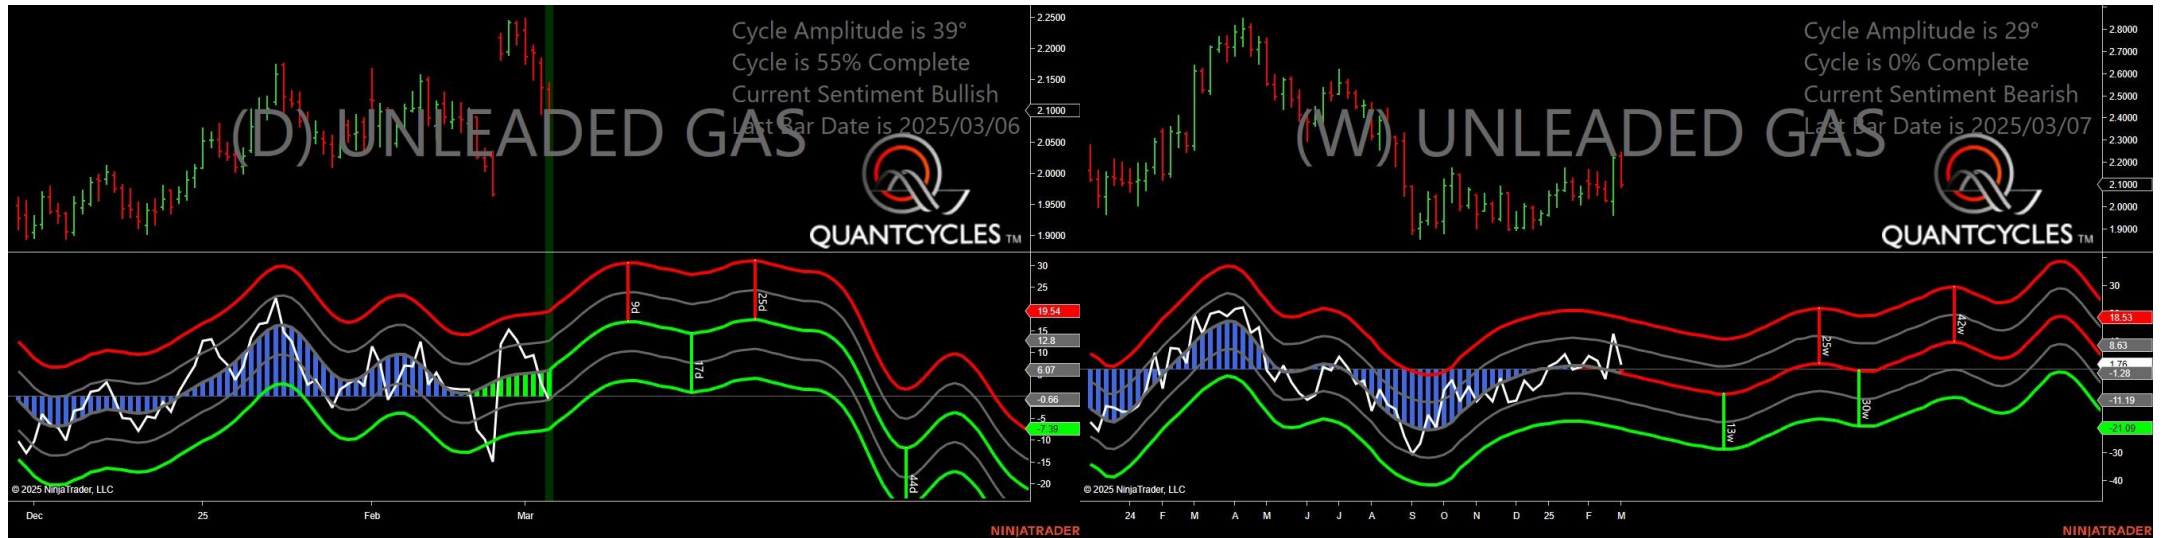 Cycle Amplitude is 39°
Cycle is 55% Complete
Current Sentiment Bullish
Last Bar Date is 2025/03/06
(D) UNLEADED GAS
QUANTCYCLES TM
2.2500
2.2000
2.1500
2.1000
2.0500
2.0000
1.9500
1.9000
30
25
19.54
15
12.8
10
6.07
-0.66
-5
-7.39
-10
-15
-20
9d
17d
25d
44d
© 2025 NinjaTrader, LLC
Dec 25 Feb Mar
NINJATRADER
Cycle Amplitude is 29°
Cycle is 0% Complete
Current Sentiment Bearish
Last Bar Date is 2025/03/07
(W) UNLEADED GAS
QUANTCYCLES TM
2.8000
2.7000
2.6000
2.5000
2.4000
2.3000
2.2000
2.1000
2.0000
1.9000
30
18.53
8.63
1.76
-1.28
-11.19
-21.09
-30
-40
13w
25w
30w
42w
© 2025 NinjaTrader, LLC
24 F M A M J J A S O N D 25 F M
NINJATRADER